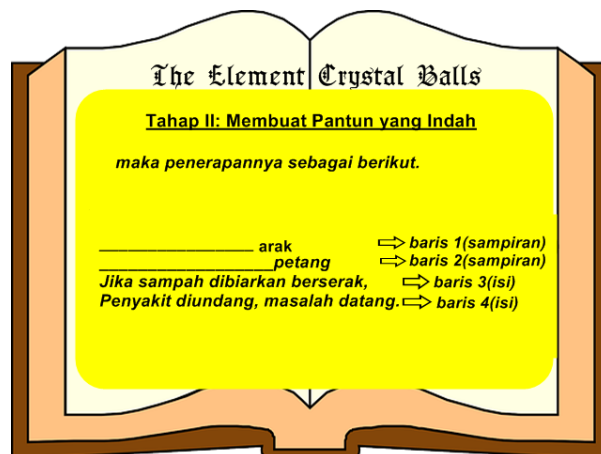 The Element Crystal Balls
Tahap II: Membuat Pantun yang Indah
maka penerapannya sebagai berikut.
__________________ arak ⇨ baris 1(sampiran)
____________________petang ⇨ baris 2(sampiran)
Jika sampah dibiarkan berserak, ⇨ baris 3(isi)
Penyakit diundang, masalah datang. ⇨ baris 4(isi)